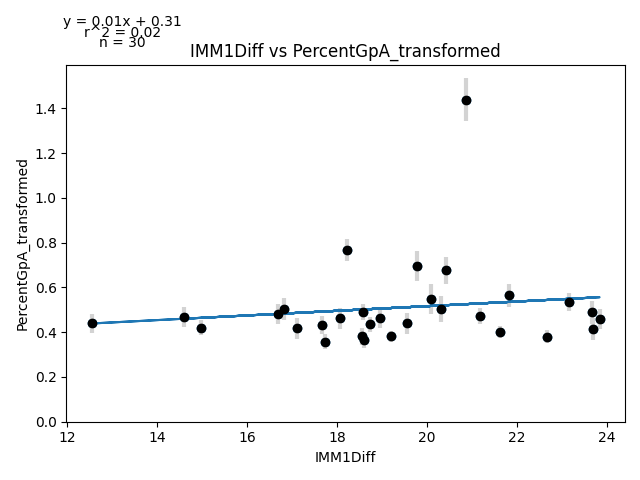 y = 0.01x + 0.31
r^2 = 0.02
n = 30
IMM1Diff vs PercentGpA_transformed
PercentGpA_transformed
1.4
1.2
1.0
0.8
0.6
0.4
0.2
0.0
12 14 16 18 20 22 24
IMM1Diff